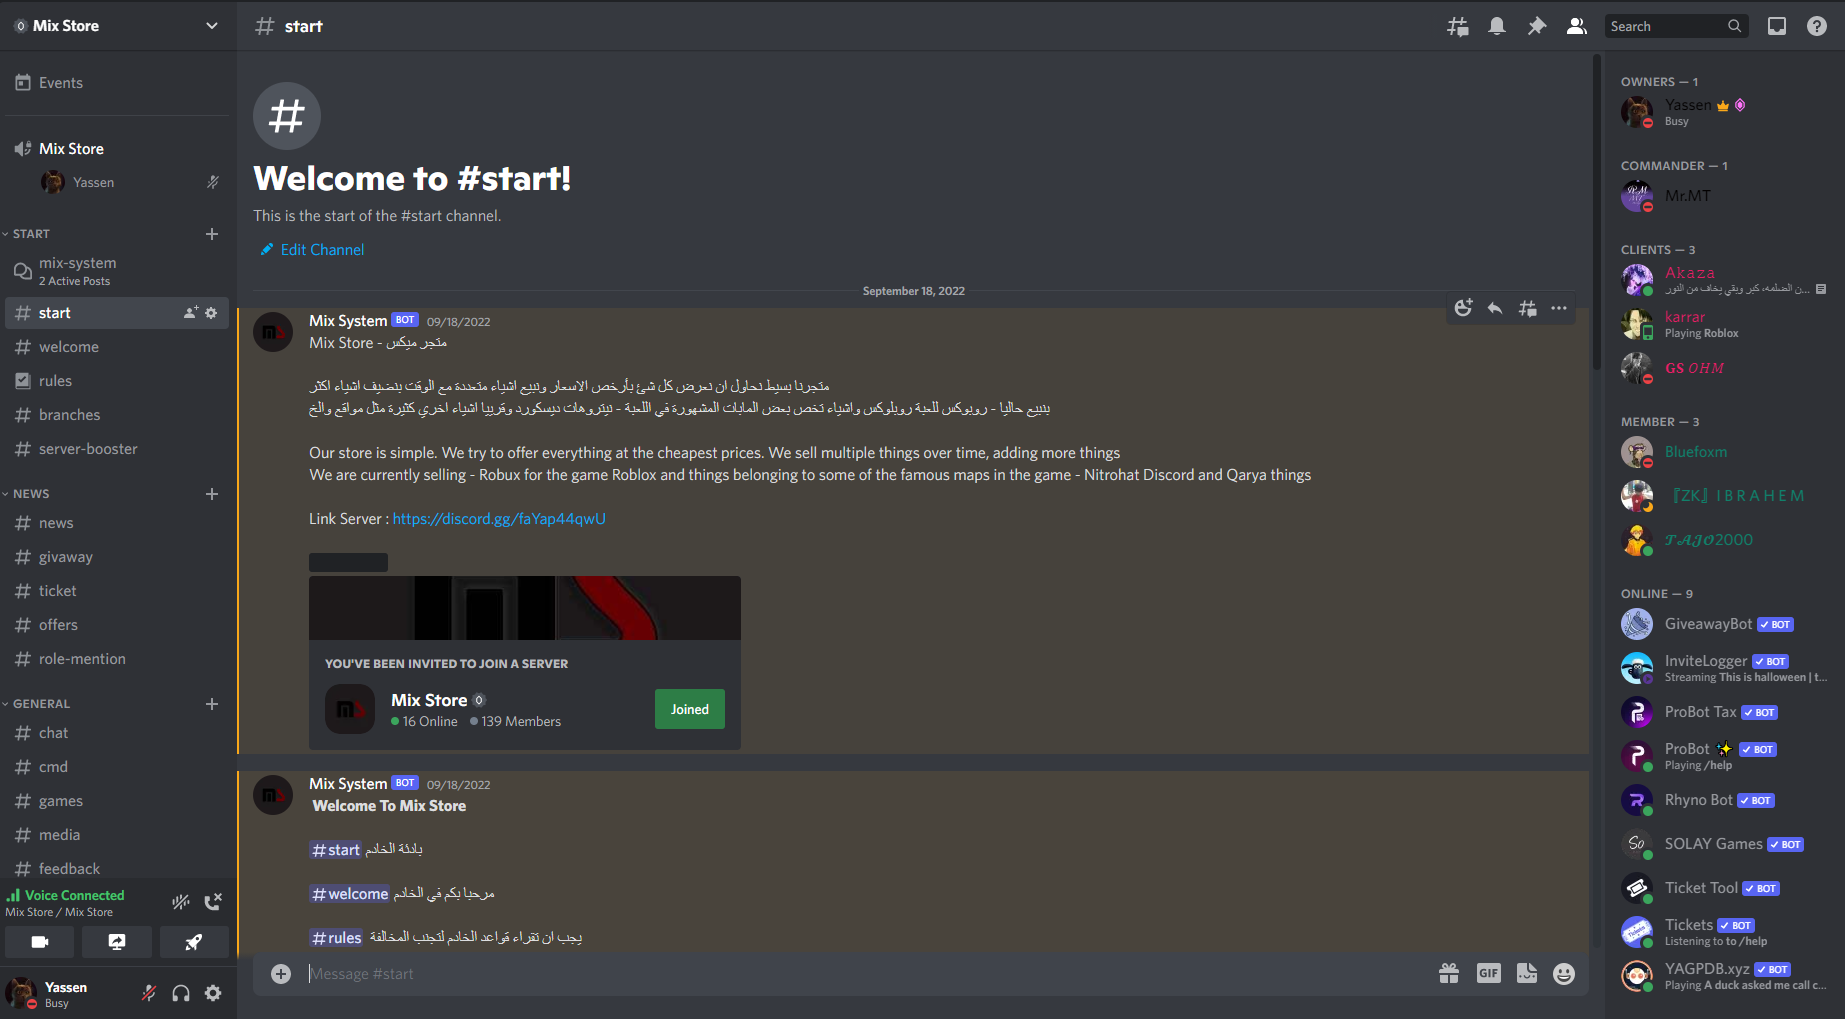 Mix Store
Events
Mix Store
Yassen
START
mix-system
2 Active Posts
start
welcome
rules
branches
server-booster
NEWS
news
givaway
ticket
offers
role-mention
GENERAL
chat
cmd
games
media
feedback
Voice Connected
Mix Store / Mix Store
Yassen
Busy
# start
Search
#
Welcome to #start!
This is the start of the #start channel.
Edit Channel
September 18, 2022
Mix System BOT 09/18/2022
Mix Store - متجر ميكس
متجرنا بسيط نحاول ان نعرض كل شئ بأرخص الاسعار ونبيع اشياء متعددة مع الوقت بنضيف اشياء اكثر
بنبيع حاليا - روبوكس للعبة روبلوكس واشياء تخص بعض المابات المشهورة في اللعبة - نيتروهات ديسكورد وقريبا اشياء اخري كثيرة مثل مواقع والخ
Our store is simple. We try to offer everything at the cheapest prices. We sell multiple things over time, adding more things
We are currently selling - Robux for the game Roblox and things belonging to some of the famous maps in the game - Nitrohat Discord and Qarya things
Link Server : https://discord.gg/faYap44qwU
YOU'VE BEEN INVITED TO JOIN A SERVER
Mix Store
16 Online 139 Members
Joined
Mix System BOT 09/18/2022
Welcome To Mix Store
#start بادئة الخادم
#welcome مرحبا بكم في الخادم
#rules يجب ان تقراء قواعد الخادم لتجنب المخالفة
Message #start
GIF
OWNERS — 1
Yassen
Busy
COMMANDER — 1
Mr.MT
CLIENTS — 3
Akaza
ن الضلمه، كبر وبقي يخاف من النور...
karrar
Playing Roblox
GS OHM
MEMBER — 3
Bluefoxm
『ZK』IBRAHEM
TAJO2000
ONLINE — 9
GiveawayBot BOT
InviteLogger BOT
Streaming This is halloween | t...
ProBot Tax BOT
ProBot ✨ BOT
Playing /help
Rhyno Bot BOT
SOLAY Games BOT
Ticket Tool BOT
Tickets BOT
Listening to to /help
YAGPDB.xyz BOT
Playing A duck asked me call c...